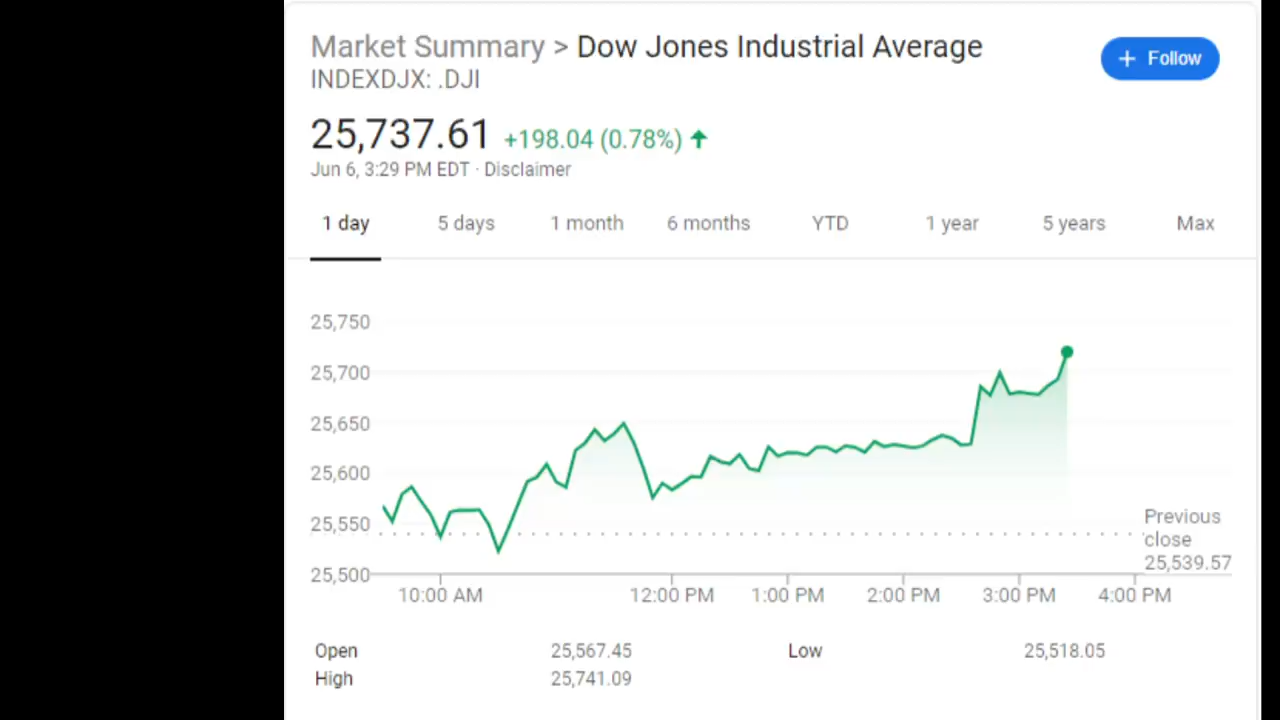 Market Summary > Dow Jones Industrial Average
INDEXDJX: .DJI
+ Follow
25,737.61 +198.04 (0.78%)
Jun 6, 3:29 PM EDT · Disclaimer
1 day 5 days 1 month 6 months YTD 1 year 5 years Max
25,750
25,700
25,650
25,600
25,550
25,500
Previous
close
25,539.57
10:00 AM 12:00 PM 1:00 PM 2:00 PM 3:00 PM 4:00 PM
Open 25,567.45 Low 25,518.05
High 25,741.09